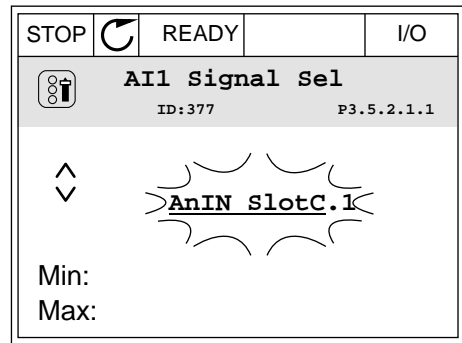 STOP READY I/O
AI1 Signal Sel
ID:377 P3.5.2.1.1
AnIN SlotC.1
Min:
Max: